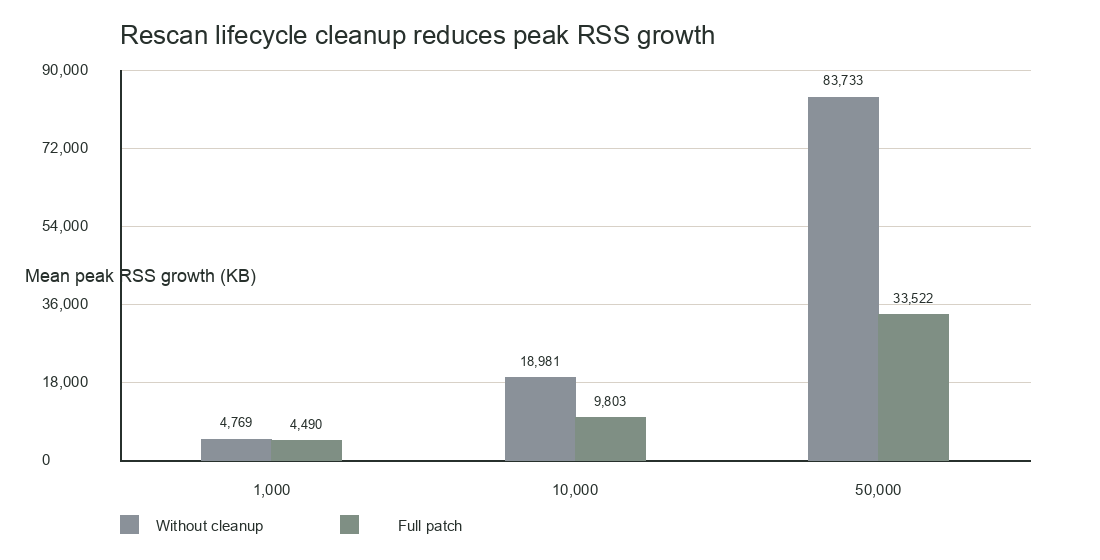 Rescan lifecycle cleanup reduces peak RSS growth
90,000
83,733
72,000
54,000
Mean peak RSS growth (KB)
36,000
33,522
18,981
18,000
9,803
4,769 4,490
0
1,000 10,000 50,000
Without cleanup Full patch